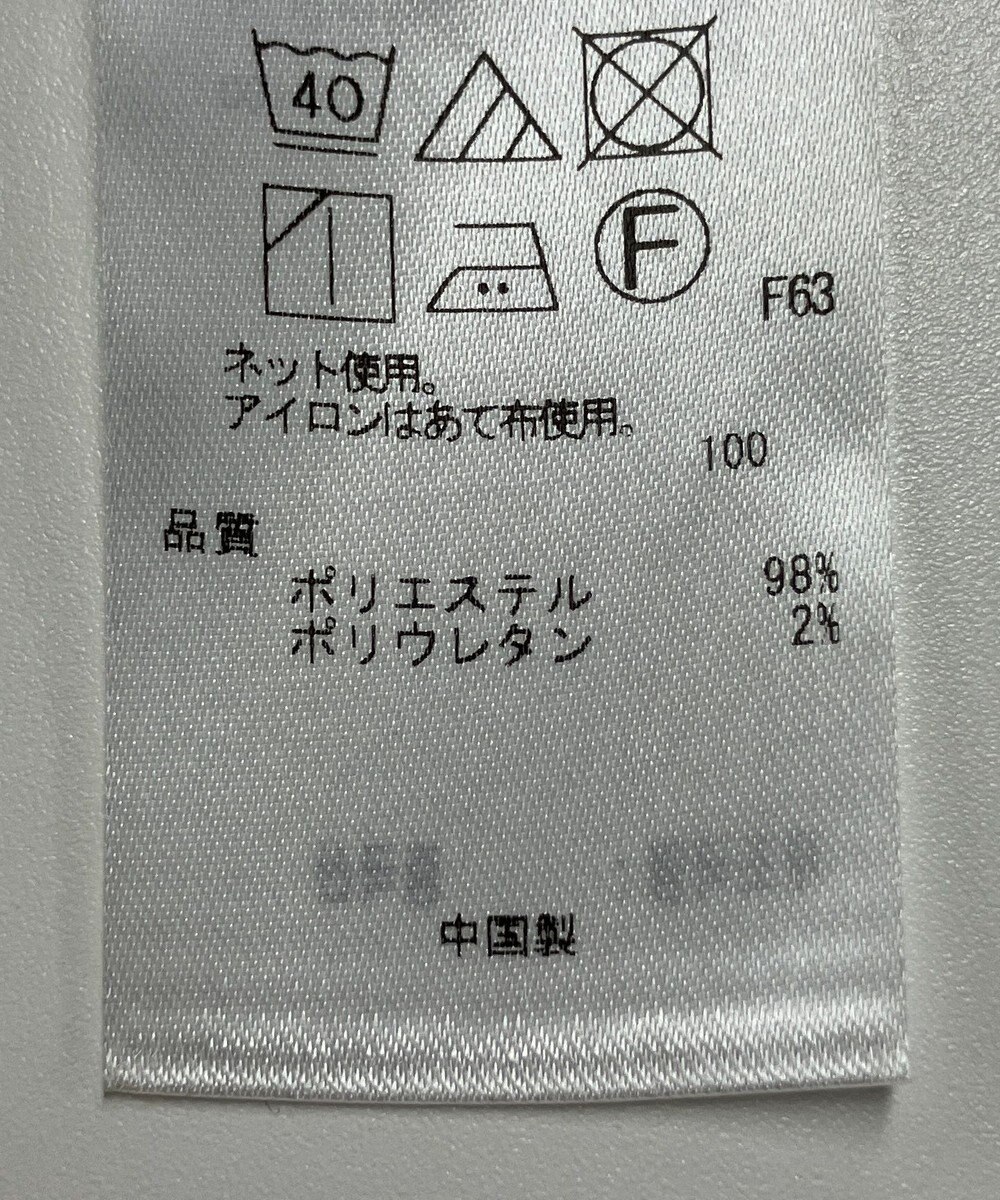 40
F
F63
ネット使用。
アイロンはあて布使用。
100
品質
ポリエステル 98%
ポリウレタン 2%
中国製